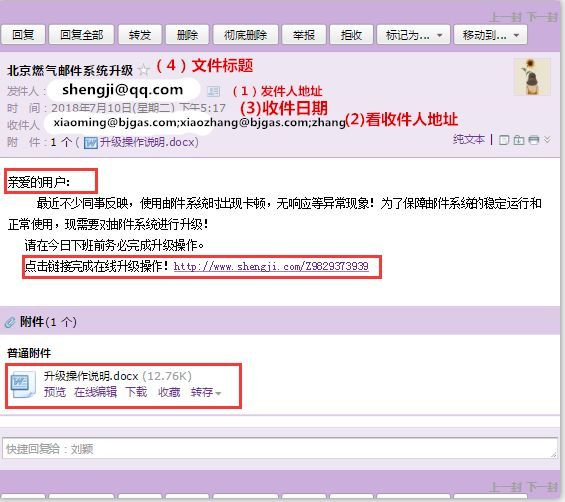 上一封 下一封
回复 回复全部 转发 删除 彻底删除 举报 拒收 标记为... 移动到...
北京燃气邮件系统升级 （4）文件标题
发件人： shengji@qq.com （1）发件人地址
时 间：2018年7月10日(星期二) 下午5:17 (3)收件日期
收件人 xiaoming@bjgas.com;xiaozhang@bjgas.com;zhang (2)看收件人地址
附 件：1 个 ( 升级操作说明.docx) 纯文本 |
亲爱的用户:
最近不少同事反映，使用邮件系统时出现卡顿，无响应等异常现象！为了保障邮件系统的稳定运行和
正常使用，现需要对邮件系统进行升级！
请在今日下班前务必完成升级操作。
点击链接完成在线升级操作！http://www.shengji.com/Z9829373939
附件(1 个)
普通附件
升级操作说明.docx (12.76K)
预览 在线编辑 下载 收藏 转存
快捷回复给：刘颖
上一封 下一封